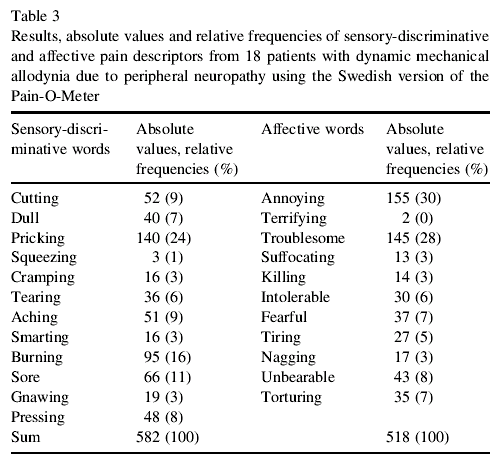 Table 3
Results, absolute values and relative frequencies of sensory-discriminative
and affective pain descriptors from 18 patients with dynamic mechanical
allodynia due to peripheral neuropathy using the Swedish version of the
Pain-O-Meter
Sensory-discri- Absolute Affective words Absolute
minative words values, relative values, relative
frequencies (%) frequencies (%)
Cutting 52 (9) Annoying 155 (30)
Dull 40 (7) Terrifying 2 (0)
Pricking 140 (24) Troublesome 145 (28)
Squeezing 3 (1) Suffocating 13 (3)
Cramping 16 (3) Killing 14 (3)
Tearing 36 (6) Intolerable 30 (6)
Aching 51 (9) Fearful 37 (7)
Smarting 16 (3) Tiring 27 (5)
Burning 95 (16) Nagging 17 (3)
Sore 66 (11) Unbearable 43 (8)
Gnawing 19 (3) Torturing 35 (7)
Pressing 48 (8)
Sum 582 (100) 518 (100)